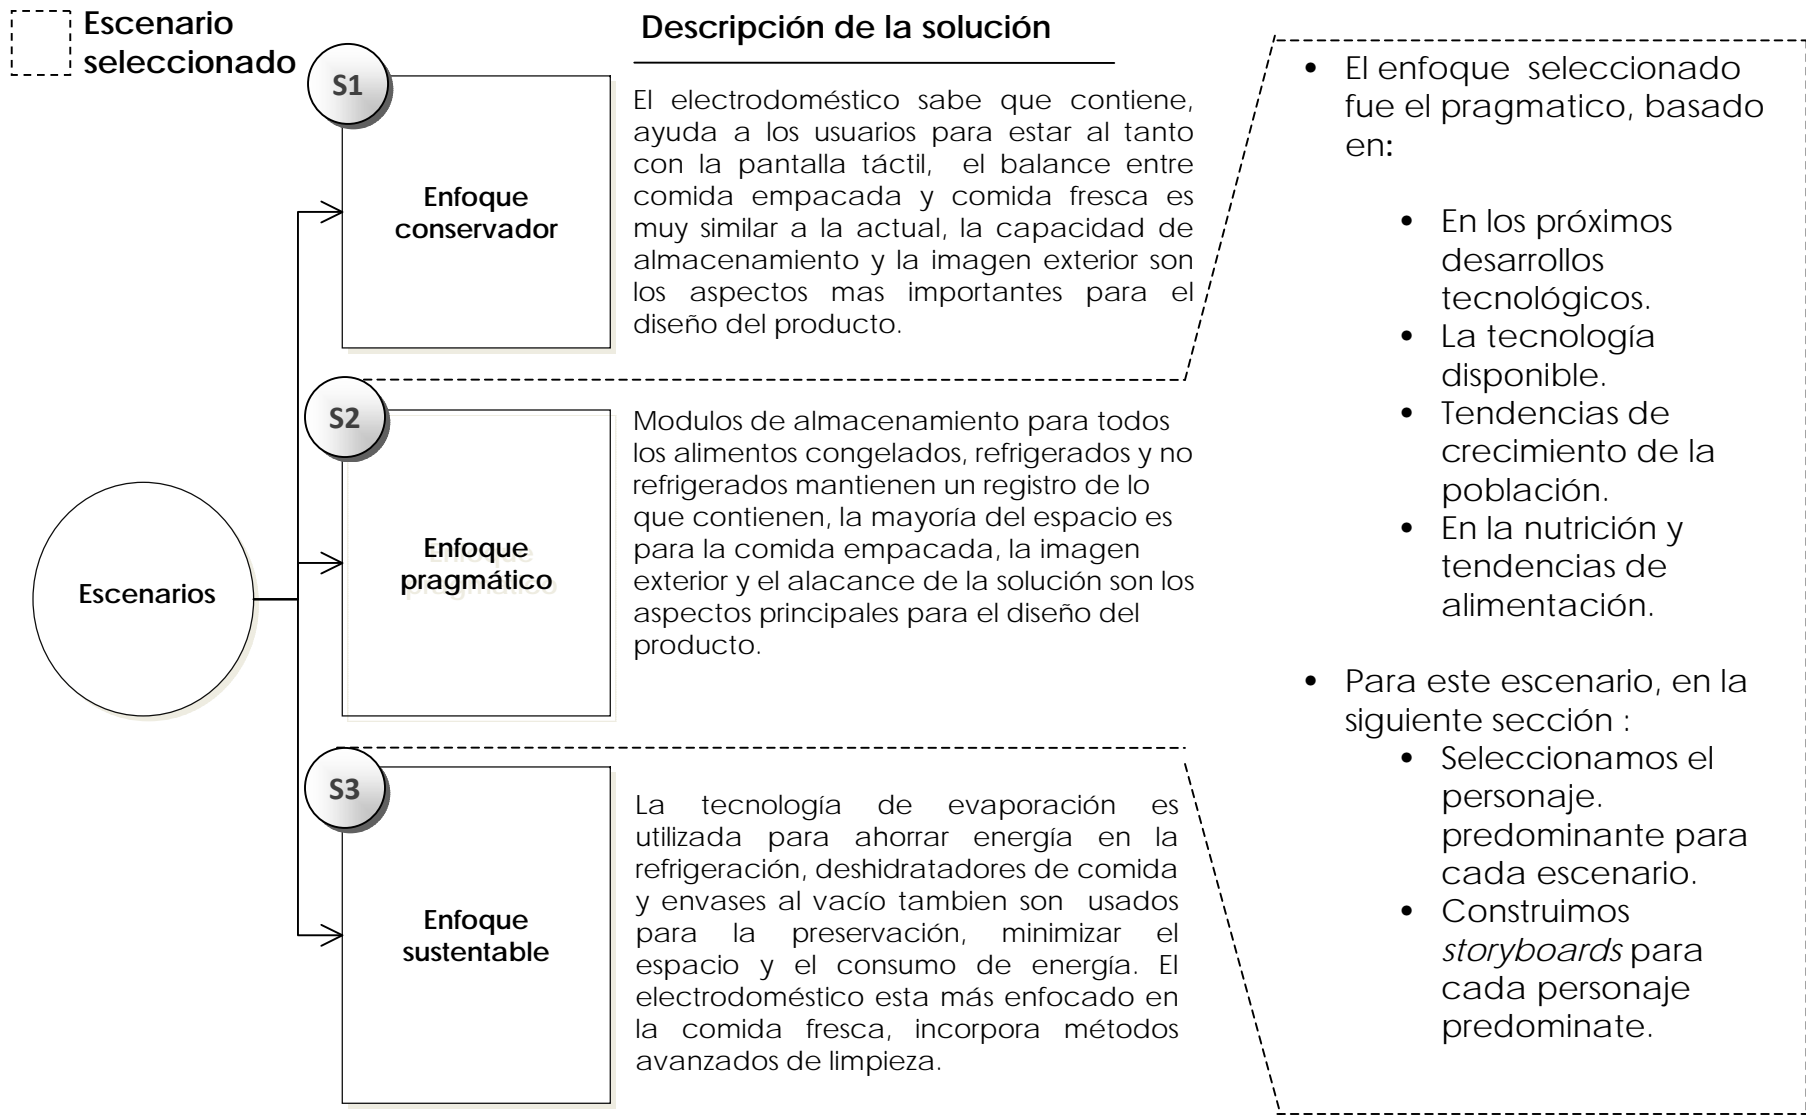 Escenario
seleccionado
Descripción de la solución
Escenarios
S1
Enfoque
conservador
El electrodoméstico sabe que contiene,
ayuda a los usuarios para estar al tanto
con la pantalla táctil, el balance entre
comida empacada y comida fresca es
muy similar a la actual, la capacidad de
almacenamiento y la imagen exterior son
los aspectos mas importantes para el
diseño del producto.
S2
Enfoque
pragmático
Modulos de almacenamiento para todos
los alimentos congelados, refrigerados y no
refrigerados mantienen un registro de lo
que contienen, la mayoría del espacio es
para la comida empacada, la imagen
exterior y el alacance de la solución son los
aspectos principales para el diseño del
producto.
S3
Enfoque
sustentable
La tecnología de evaporación es
utilizada para ahorrar energía en la
refrigeración, deshidratadores de comida
y envases al vacío tambien son usados
para la preservación, minimizar el
espacio y el consumo de energía. El
electrodoméstico esta más enfocado en
la comida fresca, incorpora métodos
avanzados de limpieza.
• El enfoque seleccionado
fue el pragmatico, basado
en:
• En los próximos
desarrollos
tecnológicos.
• La tecnología
disponible.
• Tendencias de
crecimiento de la
población.
• En la nutrición y
tendencias de
alimentación.
• Para este escenario, en la
siguiente sección :
• Seleccionamos el
personaje.
predominante para
cada escenario.
• Construimos
storyboards para
cada personaje
predominate.